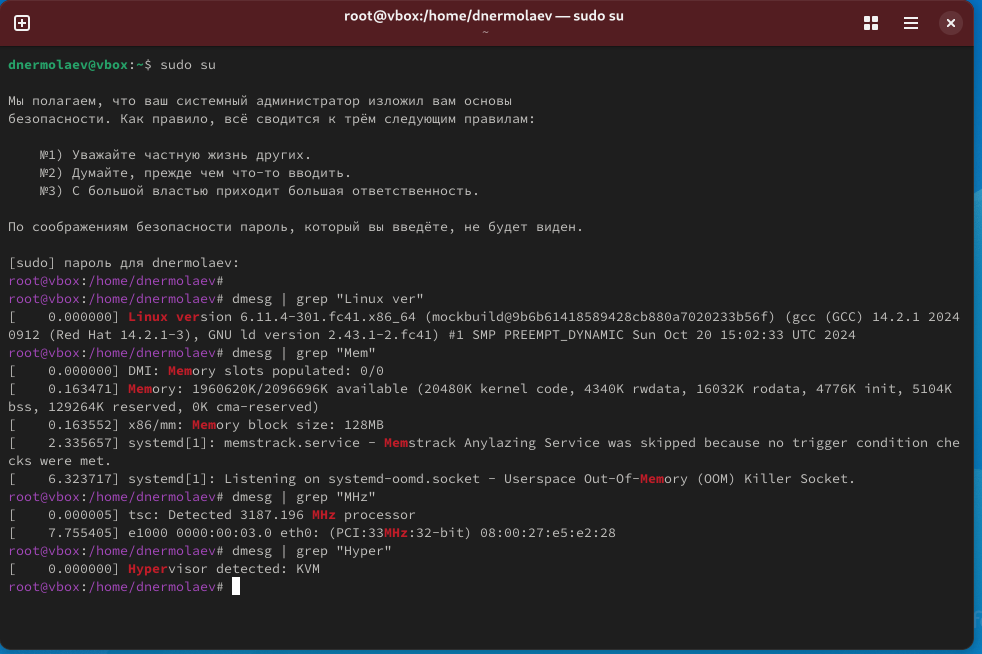 root@vbox:/home/dnermolaev — sudo su
~
dnermolaev@vbox:~$ sudo su
Мы полагаем, что ваш системный администратор изложил вам основы
безопасности. Как правило, всё сводится к трём следующим правилам:
№1) Уважайте частную жизнь других.
№2) Думайте, прежде чем что-то вводить.
№3) С большой властью приходит большая ответственность.
По соображениям безопасности пароль, который вы введёте, не будет виден.
[sudo] пароль для dnermolaev:
root@vbox:/home/dnermolaev#
root@vbox:/home/dnermolaev# dmesg | grep "Linux ver"
[    0.000000] Linux version 6.11.4-301.fc41.x86_64 (mockbuild@9b6b61418589428cb880a7020233b56f) (gcc (GCC) 14.2.1 2024
0912 (Red Hat 14.2.1-3), GNU ld version 2.43.1-2.fc41) #1 SMP PREEMPT_DYNAMIC Sun Oct 20 15:02:33 UTC 2024
root@vbox:/home/dnermolaev# dmesg | grep "Mem"
[    0.000000] DMI: Memory slots populated: 0/0
[    0.163471] Memory: 1960620K/2096696K available (20480K kernel code, 4340K rwdata, 16032K rodata, 4776K init, 5104K
bss, 129264K reserved, 0K cma-reserved)
[    0.163552] x86/mm: Memory block size: 128MB
[    2.335657] systemd[1]: memstrack.service - Memstrack Anylazing Service was skipped because no trigger condition che
cks were met.
[    6.323717] systemd[1]: Listening on systemd-oomd.socket - Userspace Out-Of-Memory (OOM) Killer Socket.
root@vbox:/home/dnermolaev# dmesg | grep "MHz"
[    0.000005] tsc: Detected 3187.196 MHz processor
[    7.755405] e1000 0000:00:03.0 eth0: (PCI:33MHz:32-bit) 08:00:27:e5:e2:28
root@vbox:/home/dnermolaev# dmesg | grep "Hyper"
[    0.000000] Hypervisor detected: KVM
root@vbox:/home/dnermolaev#